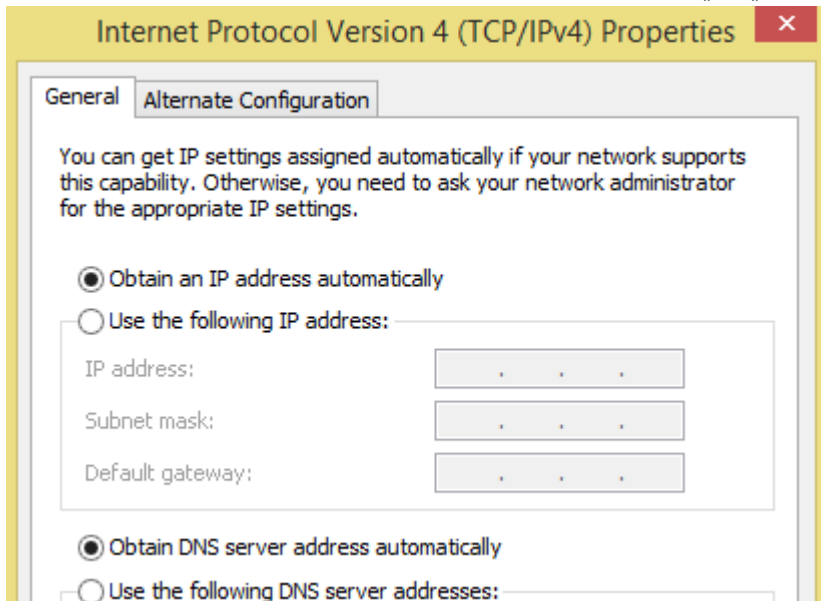 Internet Protocol Version 4 (TCP/IPv4) Properties
General
Alternate Configuration
You can get IP settings assigned automatically if your network supports
this capability. Otherwise, you need to ask your network administrator
for the appropriate IP settings.
Obtain an IP address automatically
Use the following IP address:
IP address:
Subnet mask:
Default gateway:
Obtain DNS server address automatically
Use the following DNS server addresses: